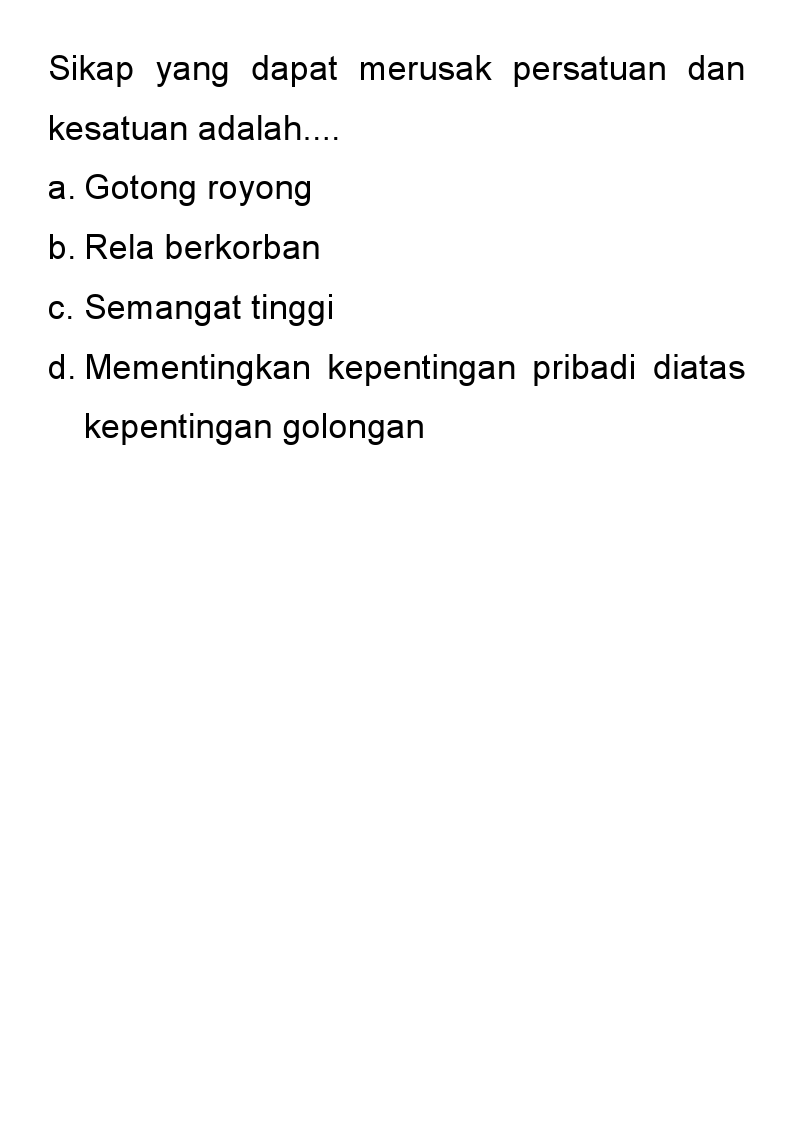 Sikap yang dapat merusak persatuan dan
kesatuan adalah....
a. Gotong royong
b. Rela berkorban
c. Semangat tinggi
d. Mementingkan kepentingan pribadi diatas
kepentingan golongan